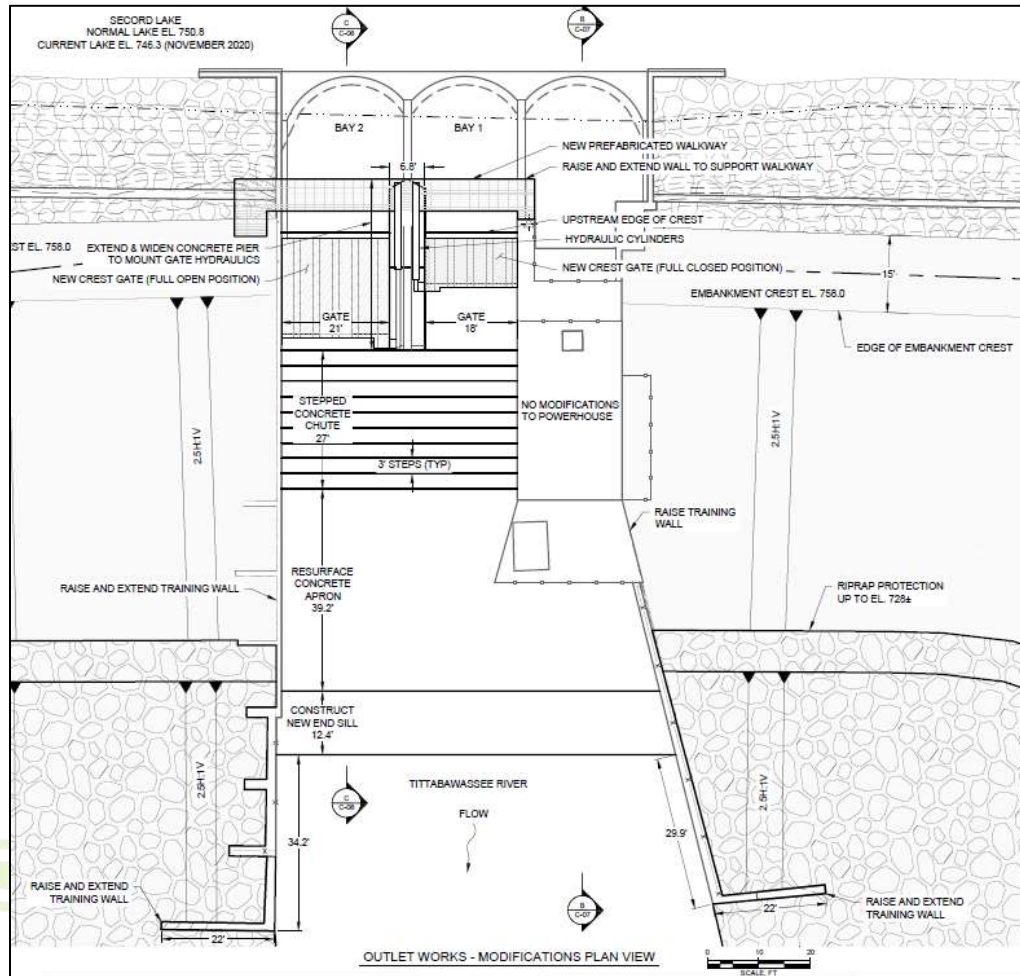 SECORD LAKE
NORMAL LAKE EL. 750.8
CURRENT LAKE EL. 746.3 (NOVEMBER 2020)
C
C-06
B
C-07
BAY 2
BAY 1
6.8'
NEW PREFABRICATED WALKWAY
RAISE AND EXTEND WALL TO SUPPORT WALKWAY
UPSTREAM EDGE OF CREST
HYDRAULIC CYLINDERS
ST EL. 758.0
EXTEND & WIDEN CONCRETE PIER
TO MOUNT GATE HYDRAULICS
NEW CREST GATE (FULL OPEN POSITION)
NEW CREST GATE (FULL CLOSED POSITION)
15'
EMBANKMENT CREST EL. 758.0
GATE
21'
GATE
18'
EDGE OF EMBANKMENT CREST
STEPPED
CONCRETE
CHUTE
27'
NO MODIFICATIONS
TO POWERHOUSE
2.5H:1V
3' STEPS (TYP)
RAISE TRAINING
WALL
RESURFACE
CONCRETE
APRON
39.2'
RAISE AND EXTEND TRAINING WALL
RIPRAP PROTECTION
UP TO EL. 728±
CONSTRUCT
NEW END SILL
12.4'
2.5H:1V
2.5H:1V
C
C-06
TITTABAWASSEE RIVER
FLOW
34.2'
29.9'
RAISE AND EXTEND
TRAINING WALL
22'
B
C-07
22'
RAISE AND EXTEND
TRAINING WALL
OUTLET WORKS - MODIFICATIONS PLAN VIEW
0 10 20
SCALE, FT